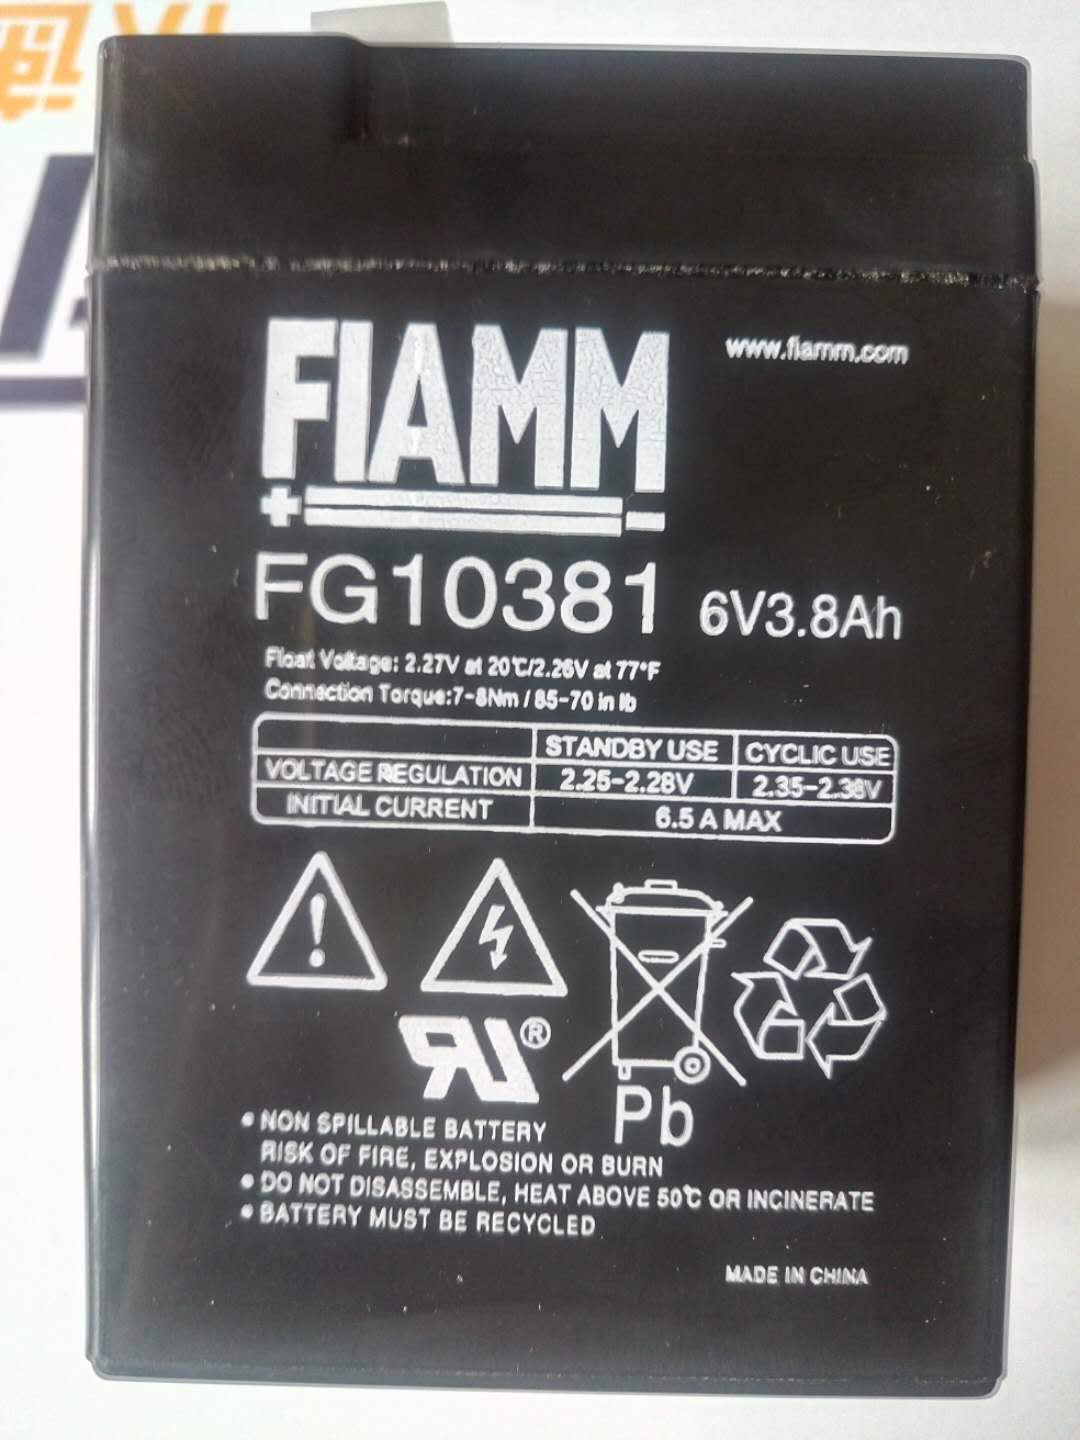 www.fiamm.com
FIAMM
FG10381 6V3.8Ah
Float Voltage: 2.27V at 20℃/2.26V at 77°F
Connection Torque:7-8Nm / 85-70 in lb
STANDBY USE CYCLIC USE
VOLTAGE REGULATION 2.25-2.28V 2.35-2.38V
INITIAL CURRENT 6.5 A MAX
Pb
• NON SPILLABLE BATTERY
RISK OF FIRE, EXPLOSION OR BURN
• DO NOT DISASSEMBLE, HEAT ABOVE 50℃ OR INCINERATE
• BATTERY MUST BE RECYCLED
MADE IN CHINA